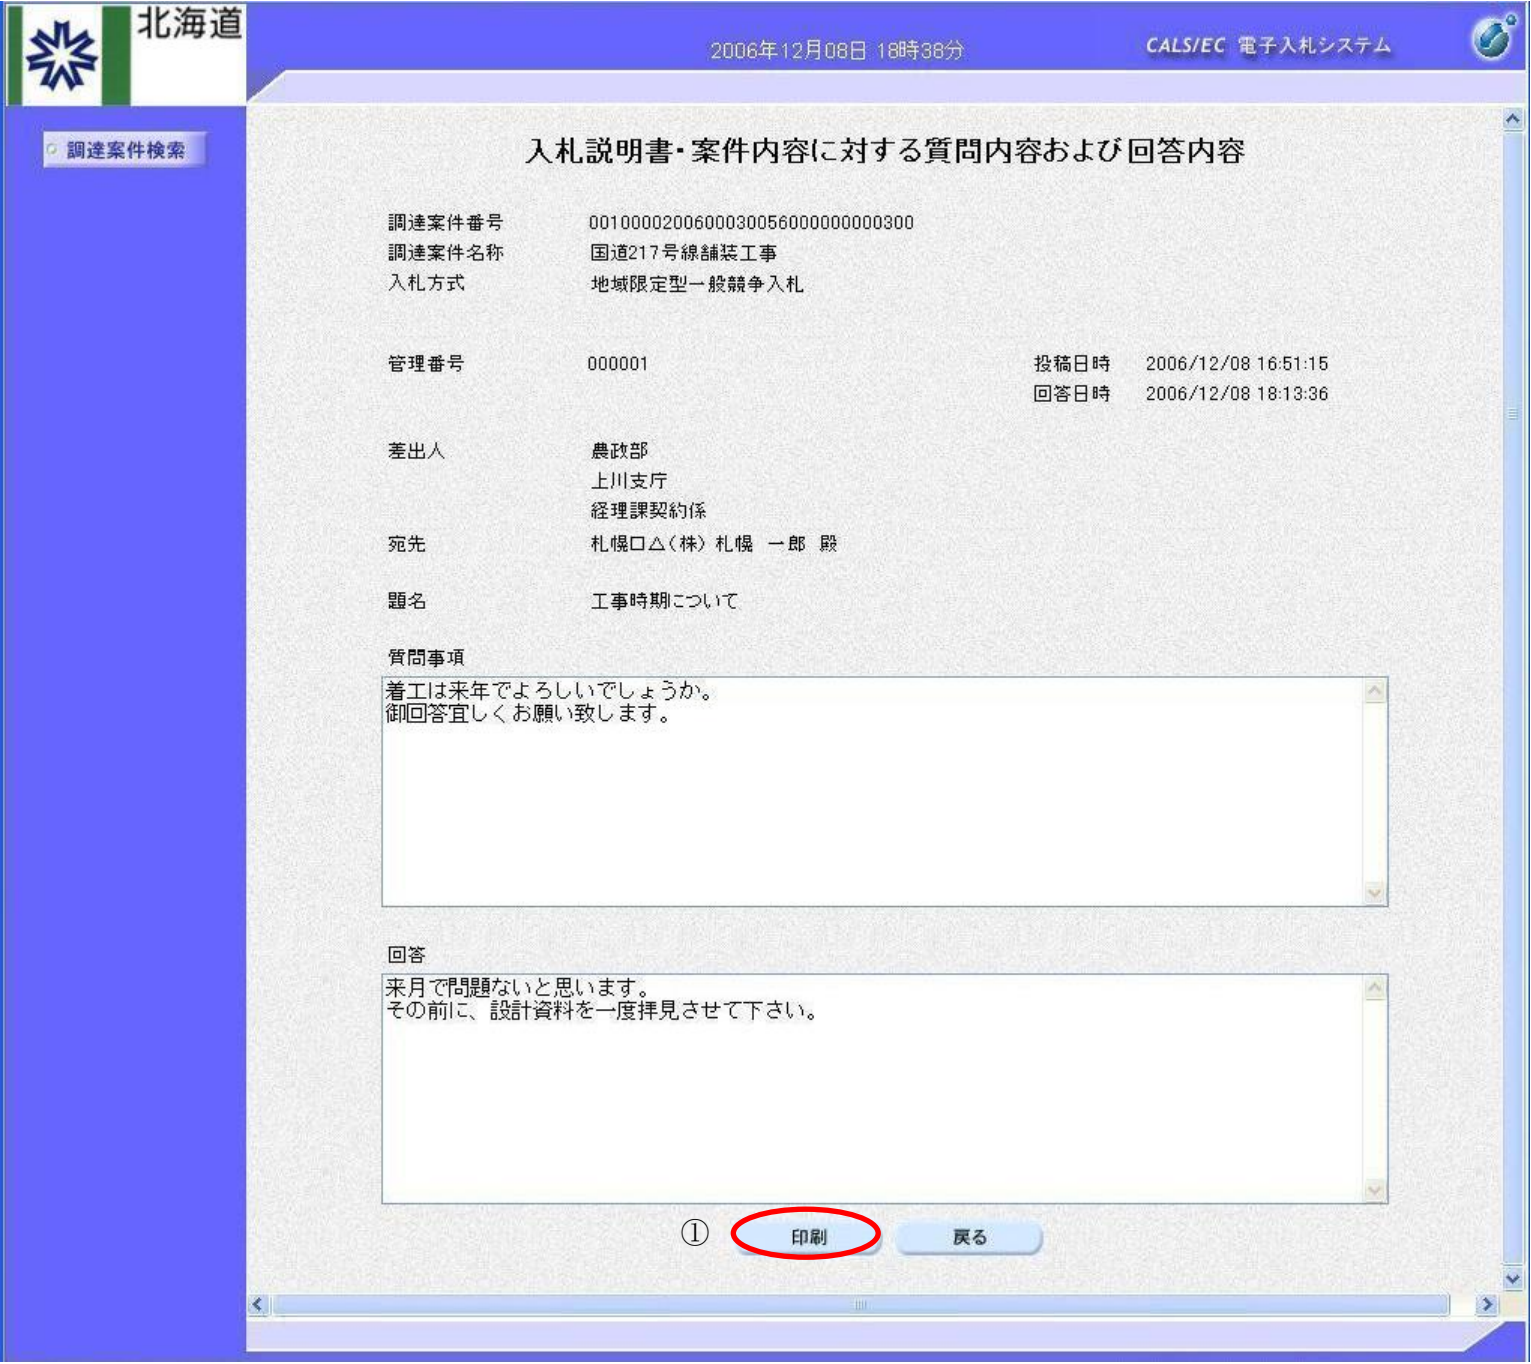 北海道
2006年12月08日 18時38分
CALS/EC 電子入札システム
調達案件検索
入札説明書・案件内容に対する質問内容および回答内容
調達案件番号 00100002006000300560000000000300
調達案件名称 国道217号線舗装工事
入札方式 地域限定型一般競争入札
管理番号 000001 投稿日時 2006/12/08 16:51:15
回答日時 2006/12/08 18:13:36
差出人 農政部
上川支庁
経理課契約係
宛先 札幌口△(株) 札幌 一郎 殿
題名 工事時期について
質問事項
着工は来年でよろしいでしょうか。
御回答宜しくお願い致します。
回答
来月で問題ないと思います。
その前に、設計資料を一度拝見させて下さい。
① 印刷 戻る